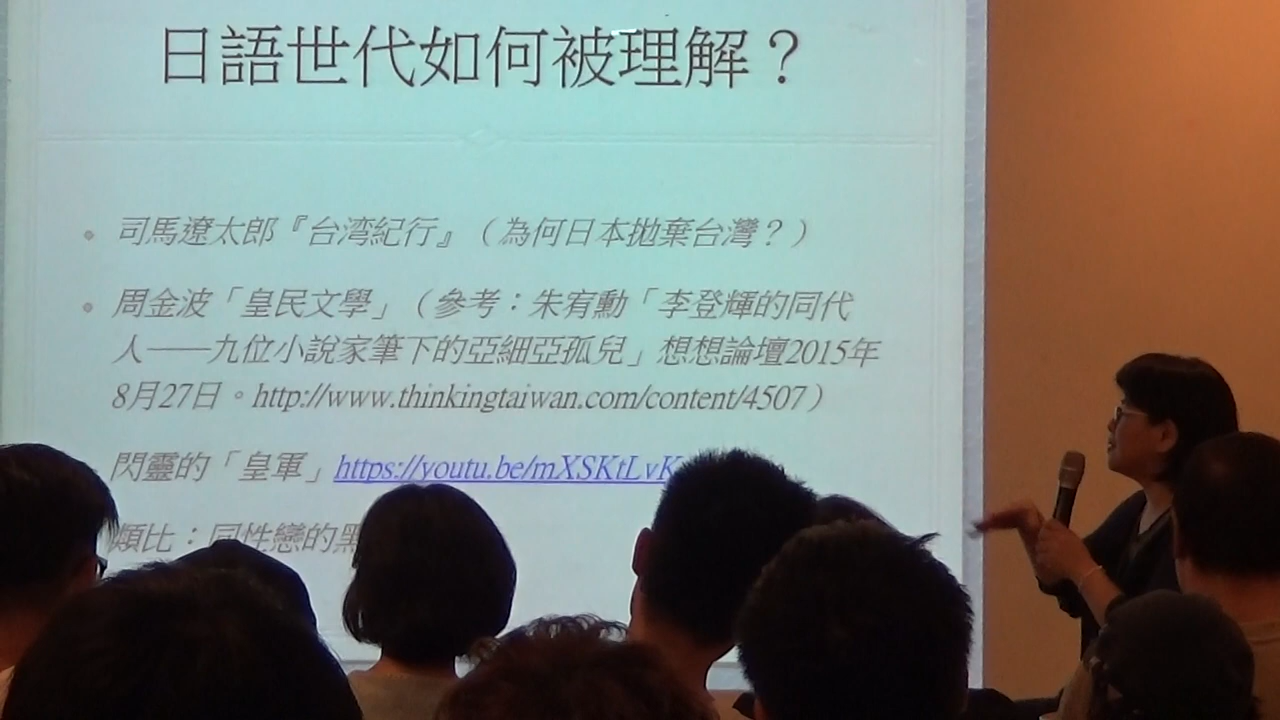 日語世代如何被理解？
司馬遼太郎『台湾紀行』（為何日本拋棄台灣？）
周金波「皇民文學」（參考：朱宥勳「李登輝的同代
人——九位小說家筆下的亞細亞孤兒」想想論壇2015年
8月27日。http://www.thinkingtaiwan.com/content/4507）
閃靈的「皇軍」https://youtu.be/mXSKtLvK
類比：同性戀的黑